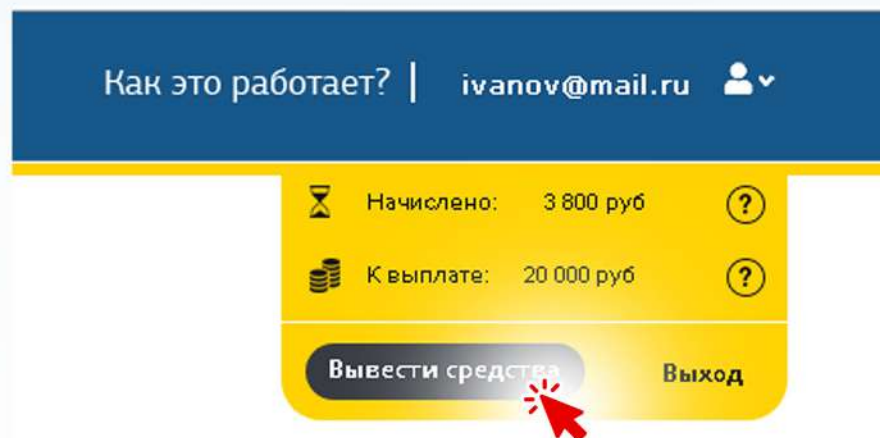 Как это работает? | ivanov@mail.ru
Начислено: 3 800 руб ?
К выплате: 20 000 руб ?
Вывести средства Выход